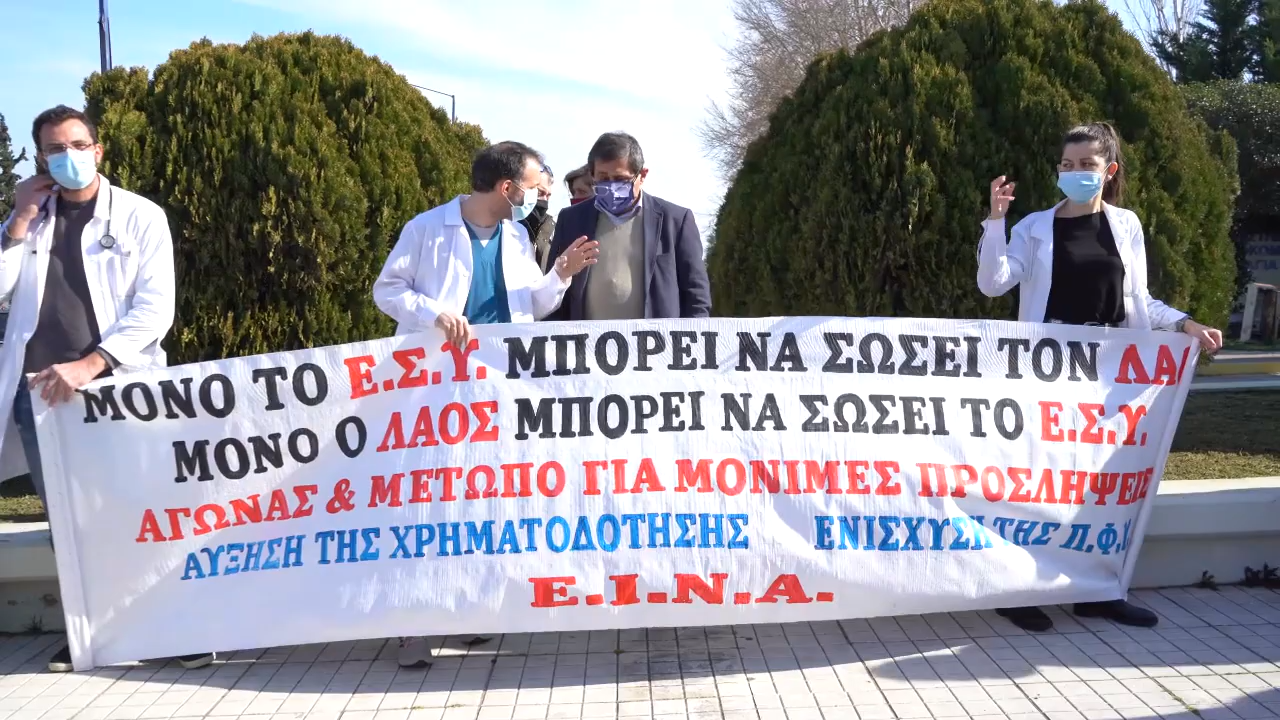 ΜΟΝΟ ΤΟ Ε.Σ.Υ. ΜΠΟΡΕΙ ΝΑ ΣΩΣΕΙ ΤΟΝ
ΜΟΝΟ Ο ΛΑΟΣ ΜΠΟΡΕΙ ΝΑ ΣΩΣΕΙ ΤΟ Ε.Σ.Υ.
ΑΓΩΝΑΣ & ΜΕΤΩΠΟ ΓΙΑ ΜΟΝΙΜΕΣ ΠΡΟΣΛΗΨΕΙΣ
ΑΥΞΗΣΗ ΤΗΣ ΧΡΗΜΑΤΟΔΟΤΗΣΗΣ ΕΝΙΣΧΥΣΗ ΤΗΣ Π.Φ.
Ε.Ι.Ν.Α.